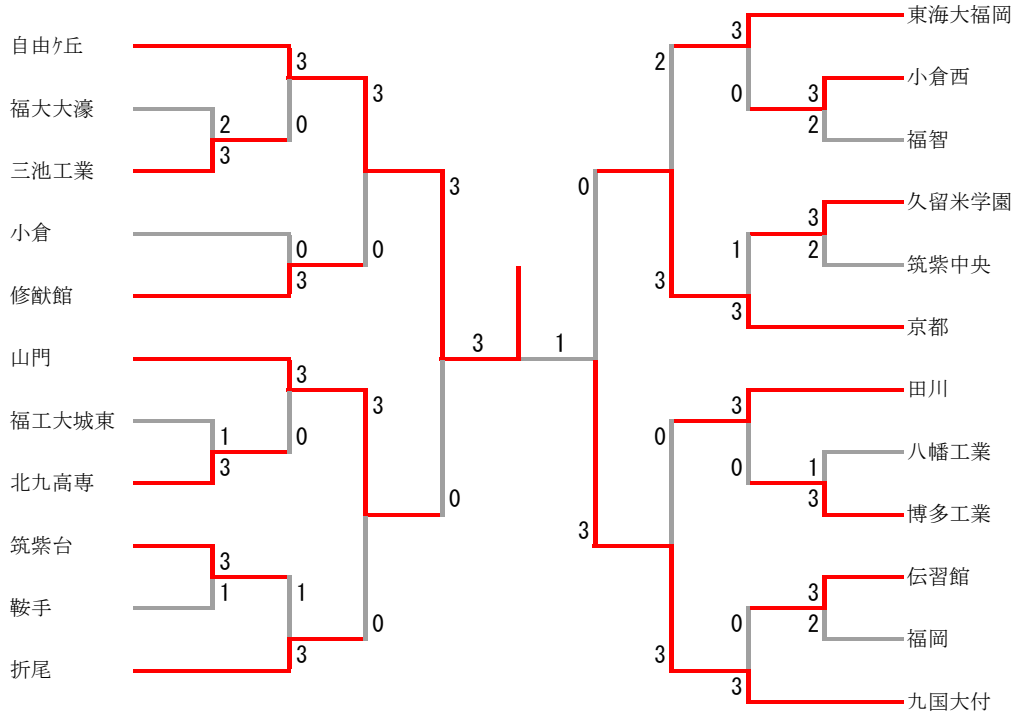 自由ｹ丘
福大大濠
三池工業
小倉
修猷館
山門
福工大城東
北九高専
筑紫台
鞍手
折尾
3
0
2
3
0
3
3
0
3
0
1
3
3
1
1
3
3
0
3
0
3
0
3
1
0
3
2
3
0
3
3
0
3
2
3
2
1
3
3
0
1
3
0
3
3
2
東海大福岡
小倉西
福智
久留米学園
筑紫中央
京都
田川
八幡工業
博多工業
伝習館
福岡
九国大付